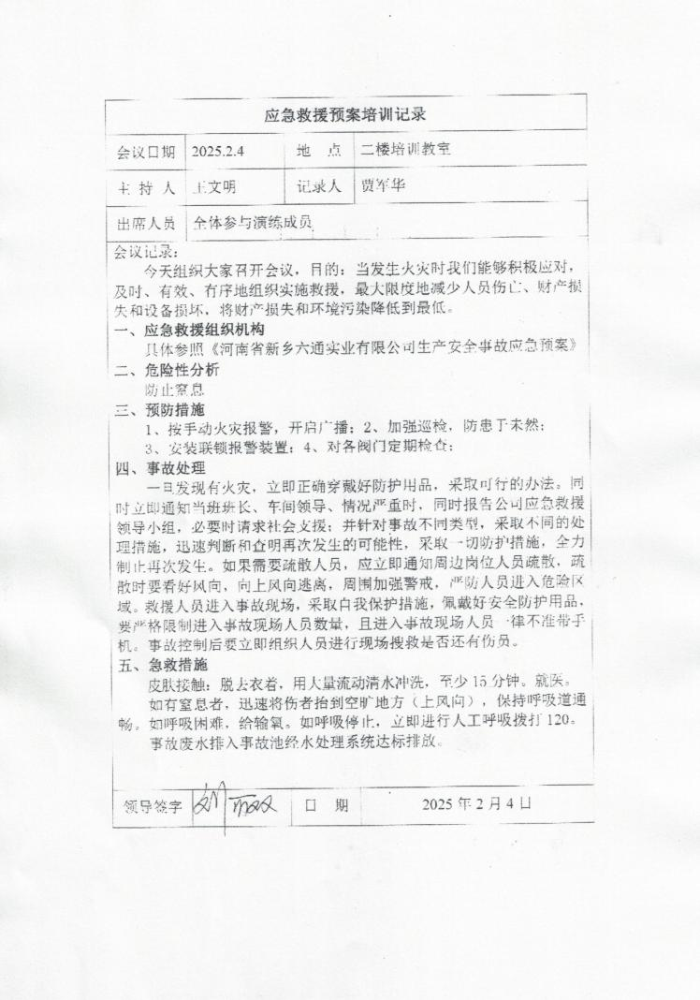 应急救援预案培训记录
会议日期 2025.2.4 地 点 二楼培训教室
主 持 人 王文明 记录人 贾军华
出席人员 全体参与演练成员
会议记录：
今天组织大家召开会议，目的：当发生火灾时我们能够积极应对，
及时、有效、有序地组织实施救援，最大限度地减少人员伤亡、财产损
失和设备损坏，将财产损失和环境污染降低到最低。
一、应急救援组织机构
具体参照《河南省新乡六通实业有限公司生产安全事故应急预案》
二、危险性分析
防止窒息
三、预防措施
1、按手动火灾报警，开启广播；2、加强巡检，防患于未然；
3、安装联锁报警装置；4、对各阀门定期检查；
四、事故处理
一旦发现有火灾，立即正确穿戴好防护用品，采取可行的办法。同
时立即通知当班班长、车间领导、情况严重时，同时报告公司应急救援
领导小组，必要时请求社会支援；并针对事故不同类型，采取不同的处
理措施，迅速判断和查明再次发生的可能性，采取一切防护措施，全力
制止再次发生。如果需要疏散人员，应立即通知周边岗位人员疏散，疏
散时要看好风向，向上风向逃离，周围加强警戒，严防人员进入危险区
域。救援人员进入事故现场，采取自我保护措施，佩戴好安全防护用品，
要严格限制进入事故现场人员数量，且进入事故现场人员一律不准带手
机。事故控制后要立即组织人员进行现场搜救是否还有伤员。
五、急救措施
皮肤接触：脱去衣着，用大量流动清水冲洗，至少 15 分钟。就医。
如有窒息者，迅速将伤者抬到空旷地方（上风向），保持呼吸道通
畅。如呼吸困难，给输氧。如呼吸停止，立即进行人工呼吸拨打 120。
事故废水排入事故池经水处理系统达标排放。
领导签字 日 期 2025 年 2 月 4 日